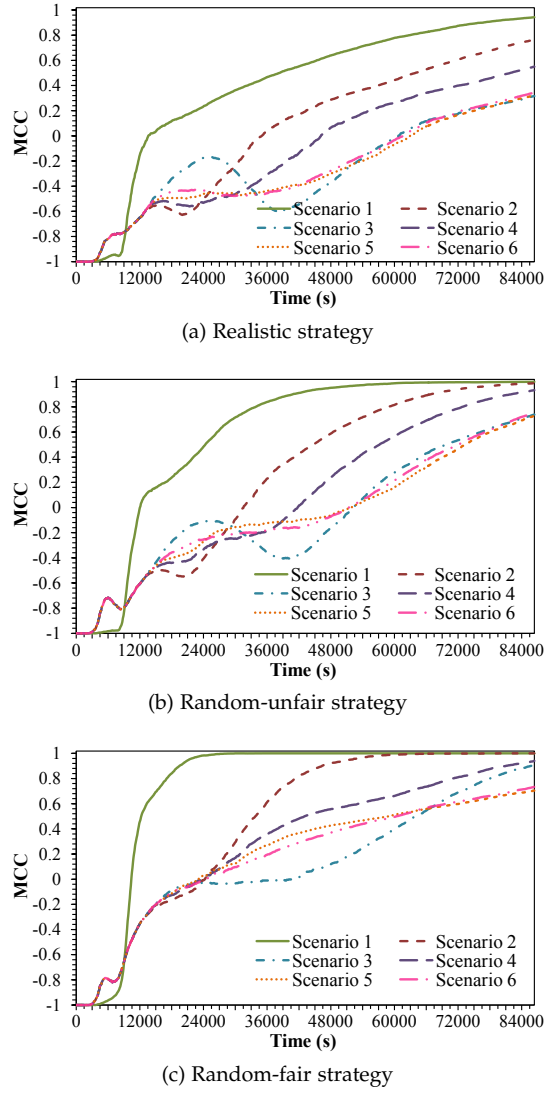 1
0.8
0.6
0.4
0.2
0
-0.2
-0.4
-0.6
-0.8
-1
MCC
Scenario 1 Scenario 2
Scenario 3 Scenario 4
Scenario 5 Scenario 6
0 12000 24000 36000 48000 60000 72000 84000
Time (s)
(a) Realistic strategy
1
0.8
0.6
0.4
0.2
0
-0.2
-0.4
-0.6
-0.8
-1
MCC
Scenario 1 Scenario 2
Scenario 3 Scenario 4
Scenario 5 Scenario 6
0 12000 24000 36000 48000 60000 72000 84000
Time (s)
(b) Random-unfair strategy
1
0.8
0.6
0.4
0.2
0
-0.2
-0.4
-0.6
-0.8
-1
MCC
Scenario 1 Scenario 2
Scenario 3 Scenario 4
Scenario 5 Scenario 6
0 12000 24000 36000 48000 60000 72000 84000
Time (s)
(c) Random-fair strategy